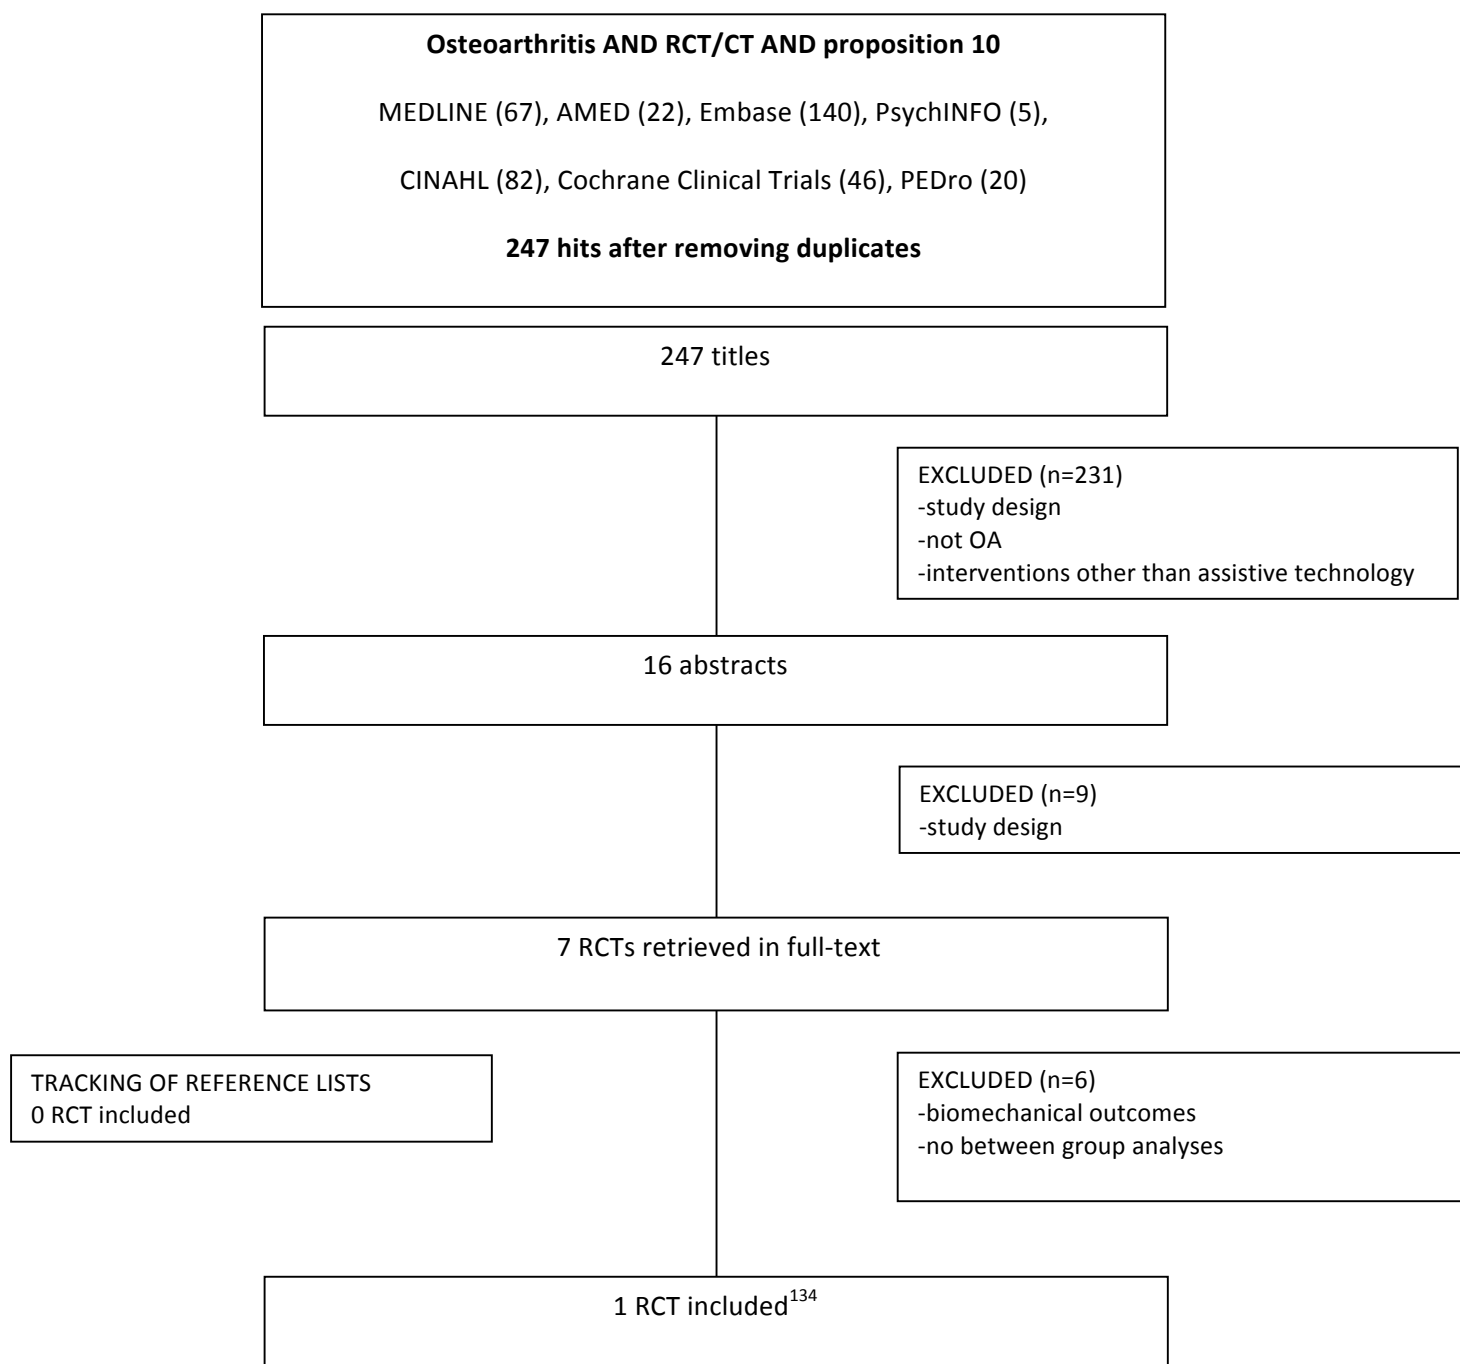 Osteoarthritis AND RCT/CT AND proposition 10
MEDLINE (67), AMED (22), Embase (140), PsychINFO (5),
CINAHL (82), Cochrane Clinical Trials (46), PEDro (20)
247 hits after removing duplicates
247 titles
EXCLUDED (n=231)
-study design
-not OA
-interventions other than assistive technology
16 abstracts
EXCLUDED (n=9)
-study design
7 RCTs retrieved in full-text
TRACKING OF REFERENCE LISTS
0 RCT included
EXCLUDED (n=6)
-biomechanical outcomes
-no between group analyses
1 RCT included¹³⁴